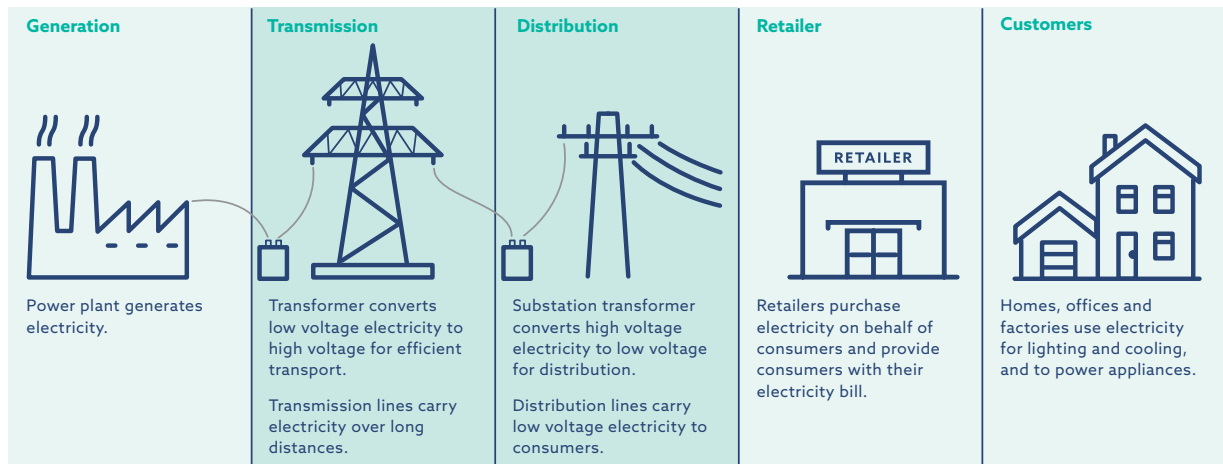 Generation
Power plant generates
electricity.
Transmission
Transformer converts
low voltage electricity to
high voltage for efficient
transport.
Transmission lines carry
electricity over long
distances.
Distribution
Substation transformer
converts high voltage
electricity to low voltage
for distribution.
Distribution lines carry
low voltage electricity to
consumers.
Retailer
RETAILER
Retailers purchase
electricity on behalf of
consumers and provide
consumers with their
electricity bill.
Customers
Homes, offices and
factories use electricity
for lighting and cooling,
and to power appliances.